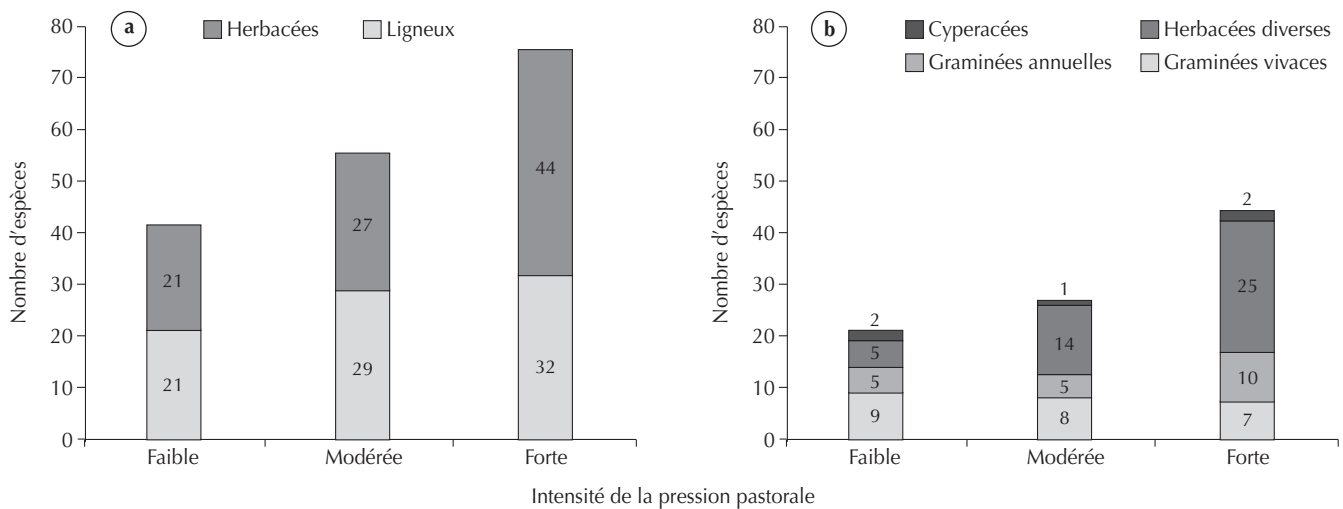 a
Herbacées
Ligneux
Nombre d'espèces
80
70
60
50
40
30
20
10
0
21
21
27
29
44
32
Faible
Modérée
Forte
b
Cyperacées
Herbacées diverses
Graminées annuelles
Graminées vivaces
Nombre d'espèces
80
70
60
50
40
30
20
10
0
2
5
5
9
1
14
5
8
2
25
10
7
Faible
Modérée
Forte
Intensité de la pression pastorale